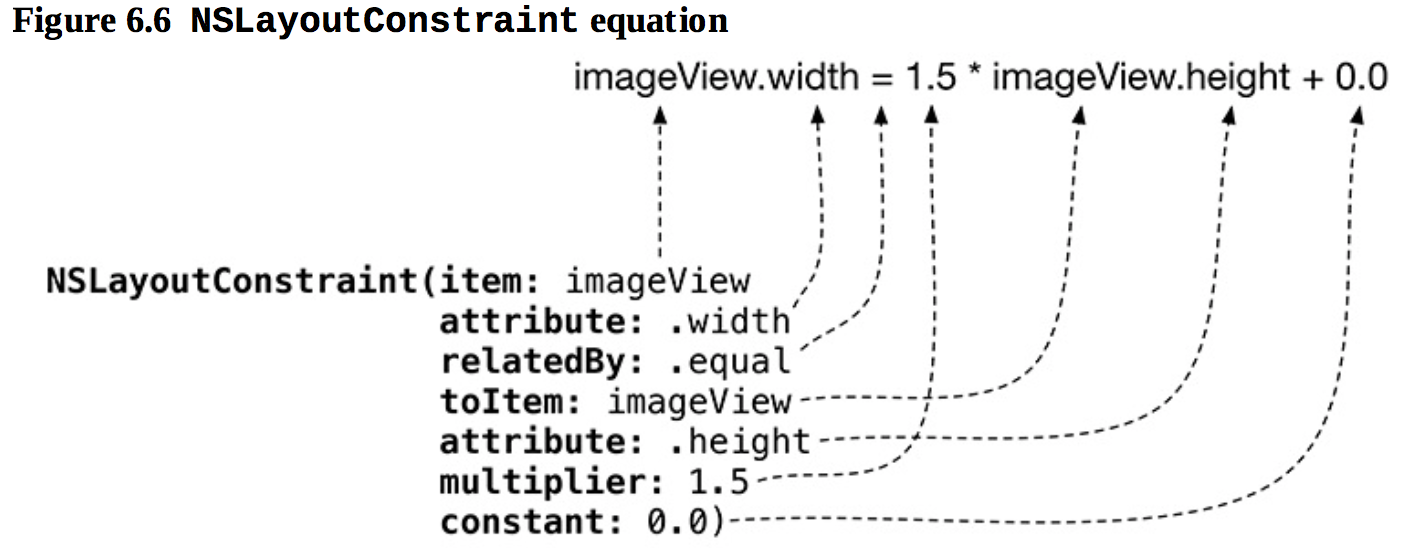 Figure 6.6 NSLayoutConstraint equation
imageView.width = 1.5 * imageView.height + 0.0
NSLayoutConstraint(item: imageView
attribute: .width
relatedBy: .equal
toItem: imageView
attribute: .height
multiplier: 1.5
constant: 0.0)